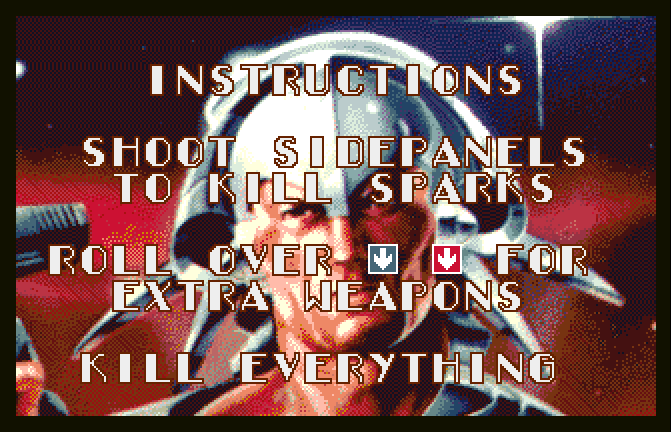 INSTRUCTIONS
SHOOT SIDEPANELS
TO KILL SPARKS
ROLL OVER FOR
EXTRA WEAPONS
KILL EVERYTHING